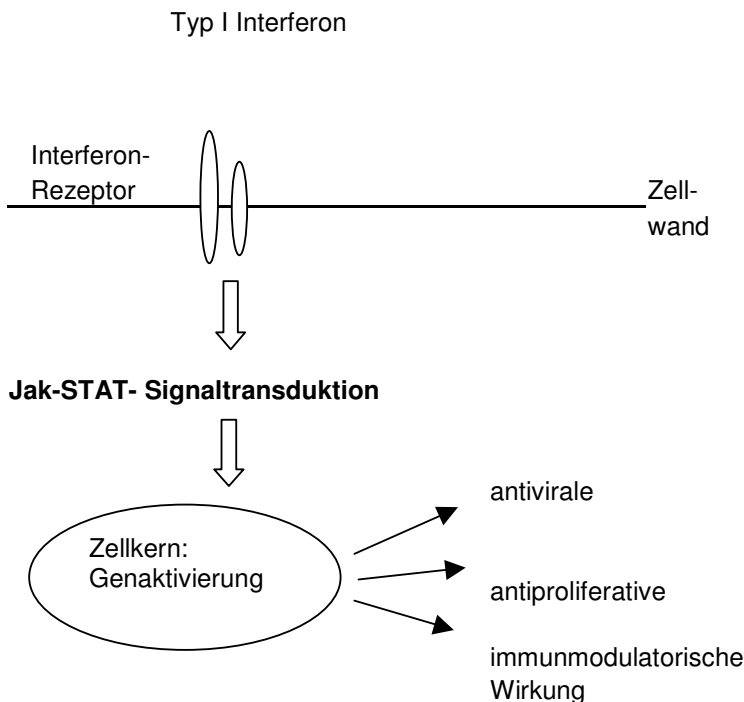 Typ I Interferon
Interferon-
Rezeptor
Zell-
wand
Jak-STAT- Signaltransduktion
antivirale
Zellkern:
Genaktivierung
antiproliferative
immunmodulatorische
Wirkung